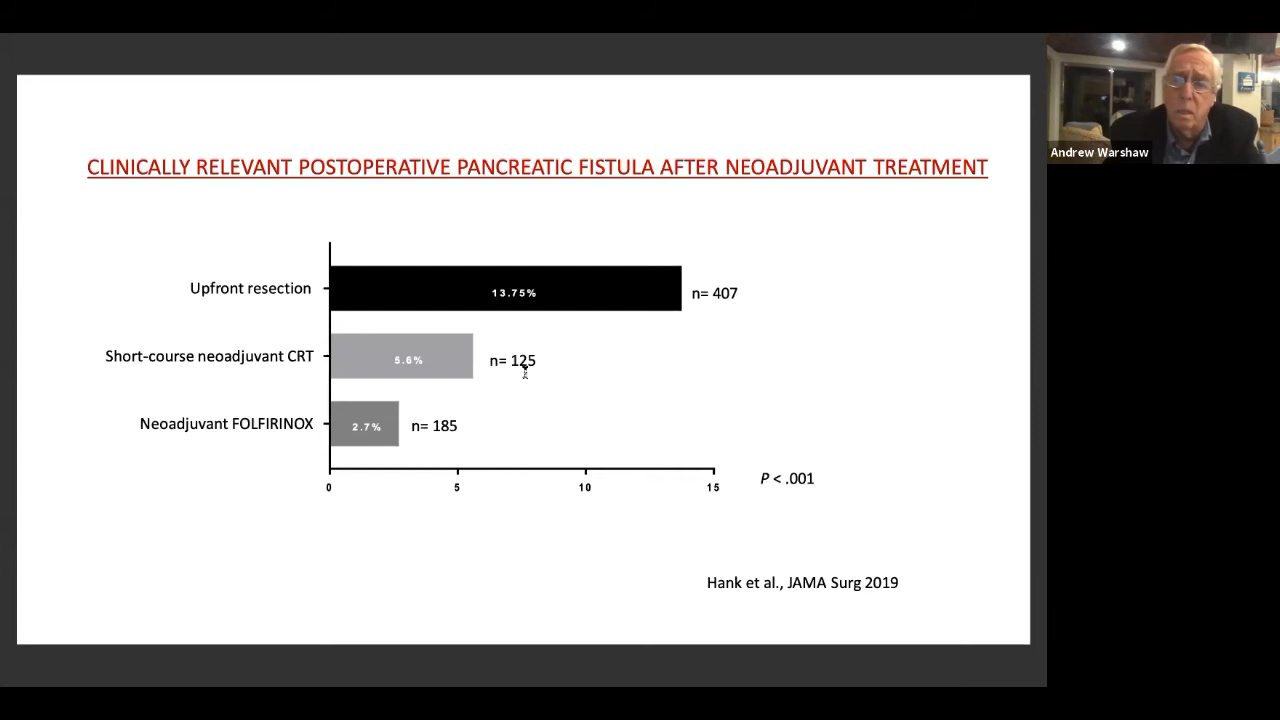 CLINICALLY RELEVANT POSTOPERATIVE PANCREATIC FISTULA AFTER NEOADJUVANT TREATMENT
Upfront resection
13.75%
n= 407
Short-course neoadjuvant CRT
5.6%
n= 125
Neoadjuvant FOLFIRINOX
2.7%
n= 185
0
5
10
15
P < .001
Hank et al., JAMA Surg 2019
Andrew Warshaw